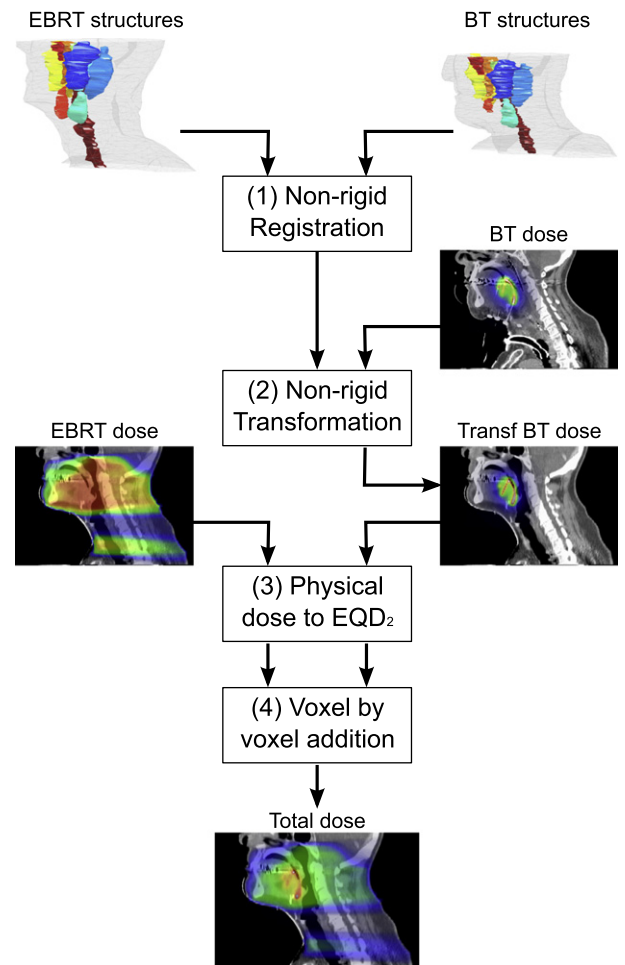 EBRT structures
BT structures
(1) Non-rigid
Registration
BT dose
(2) Non-rigid
Transformation
EBRT dose
Transf BT dose
(3) Physical
dose to EQD₂
(4) Voxel by
voxel addition
Total dose